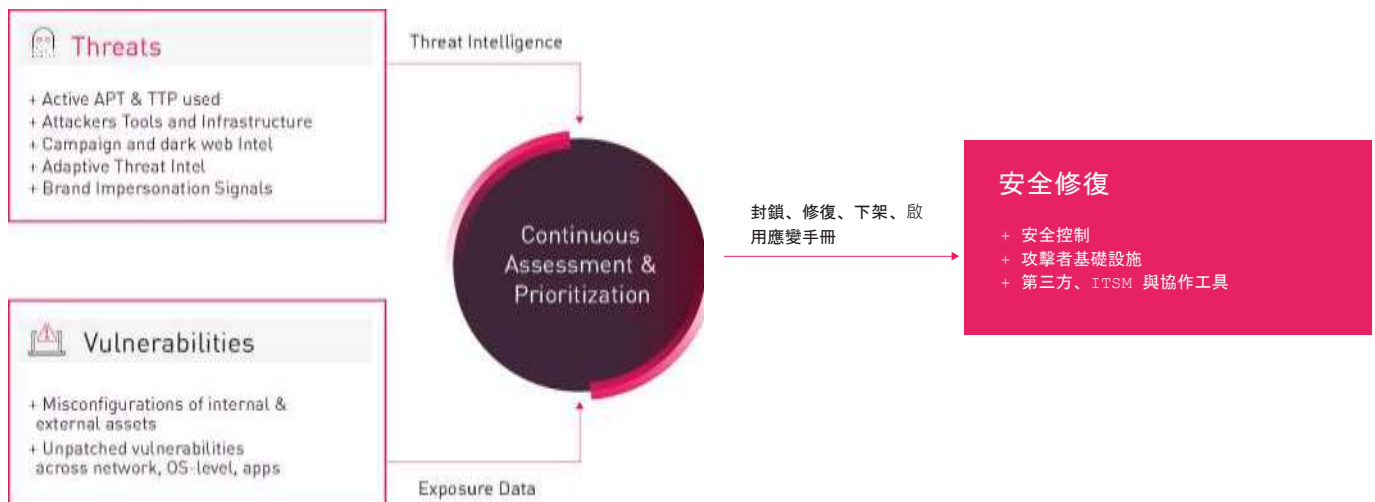 Threats
+ Active APT & TTP used
+ Attackers Tools and Infrastructure
+ Campaign and dark web Intel
+ Adaptive Threat Intel
+ Brand Impersonation Signals
Threat Intelligence
Continuous
Assessment &
Prioritization
封鎖、修復、下架、啟
用應變手冊
安全修復
+ 安全控制
+ 攻擊者基礎設施
+ 第三方、ITSM 與協作工具
Vulnerabilities
+ Misconfigurations of internal &
external assets
+ Unpatched vulnerabilities
across network, OS-level, apps
Exposure Data